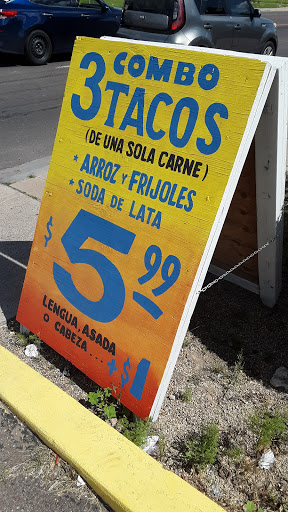 COMBO
3 TACOS
(DE UNA SOLA CARNE)
* ARROZ Y FRIJOLES
* SODA DE LATA
$5.99
LENGUA, ASADA
O CABEZA... +$1